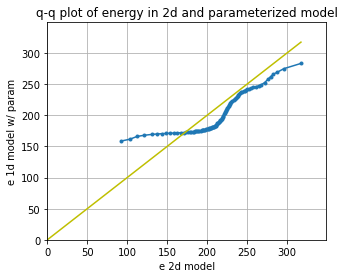 q-q plot of energy in 2d and parameterized model
300
250
200
150
100
50
0
e 1d model w/ param
0 50 100 150 200 250 300
e 2d model